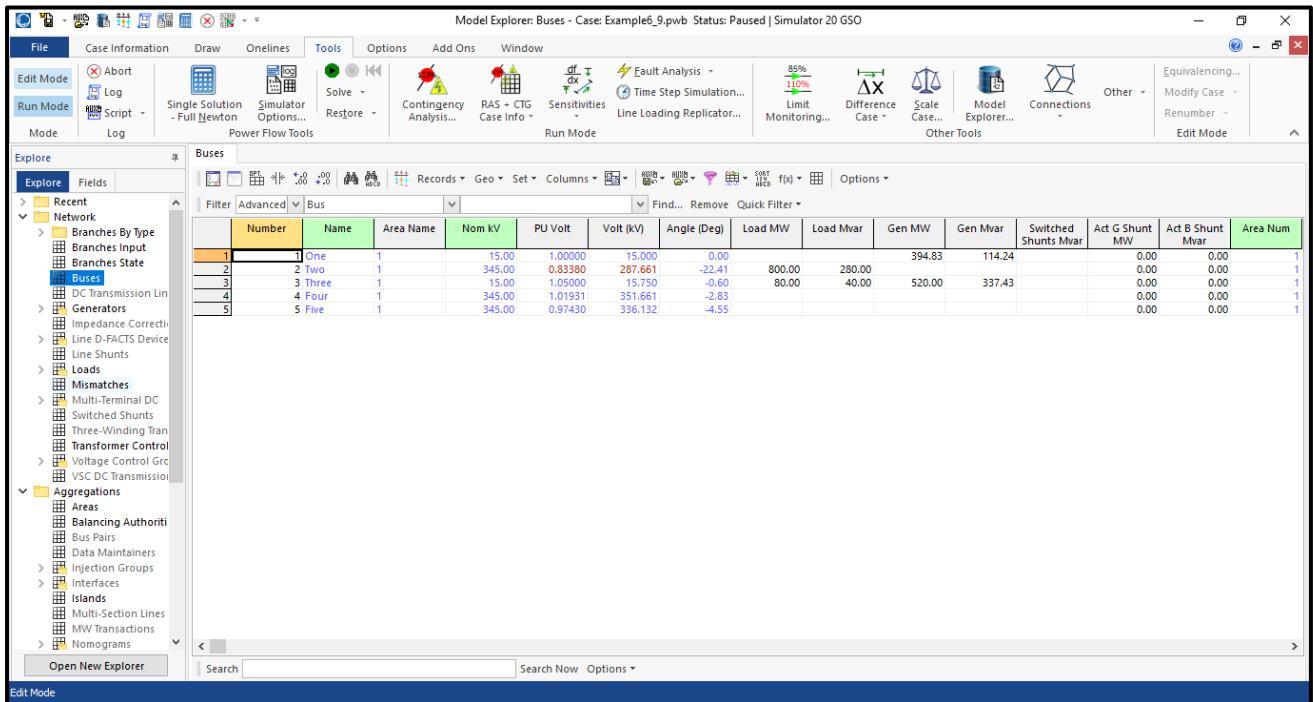 Model Explorer: Buses - Case: Example6_9.pwb Status: Paused | Simulator 20 GSO
File Case Information Draw Onelines Tools Options Add Ons Window
Edit Mode
Run Mode
Mode
Abort
Log
Script
Log
Single Solution
- Full Newton
Simulator
Options...
Solve
Restore
Power Flow Tools
Contingency
Analysis...
RAS + CTG
Case Info
Sensitivities
Fault Analysis
Time Step Simulation...
Line Loading Replicator...
Run Mode
Limit
Monitoring...
Difference
Case
Scale
Case...
Model
Explorer...
Connections
Other
Other Tools
Equivalencing...
Modify Case
Renumber
Edit Mode
Explore
Explore Fields
Recent
Network
Branches By Type
Branches Input
Branches State
Buses
DC Transmission Lin
Generators
Impedance Correcti
Line D-FACTS Device
Line Shunts
Loads
Mismatches
Multi-Terminal DC
Switched Shunts
Three-Winding Tran
Transformer Control
Voltage Control Grc
VSC DC Transmission
Aggregations
Areas
Balancing Authoriti
Bus Pairs
Data Maintainers
Injection Groups
Interfaces
Islands
Multi-Section Lines
MW Transactions
Nomograms
Open New Explorer
Buses
Records Geo Set Columns f(x) Options
Filter Advanced Bus Find... Remove Quick Filter
Number Name Area Name Nom kV PU Volt Volt (kV) Angle (Deg) Load MW Load Mvar Gen MW Gen Mvar Switched Shunts Mvar Act G Shunt MW Act B Shunt Mvar Area Num
1 1 One 1 15.00 1.00000 15.000 0.00 394.83 114.24 0.00 0.00 1
2 2 Two 1 345.00 0.83380 287.661 -22.41 800.00 280.00 0.00 0.00 1
3 3 Three 1 15.00 1.05000 15.750 -0.60 80.00 40.00 520.00 337.43 0.00 0.00 1
4 4 Four 1 345.00 1.01931 351.661 -2.83 0.00 0.00 1
5 5 Five 1 345.00 0.97430 336.132 -4.55 0.00 0.00 1
Search Search Now Options
Edit Mode